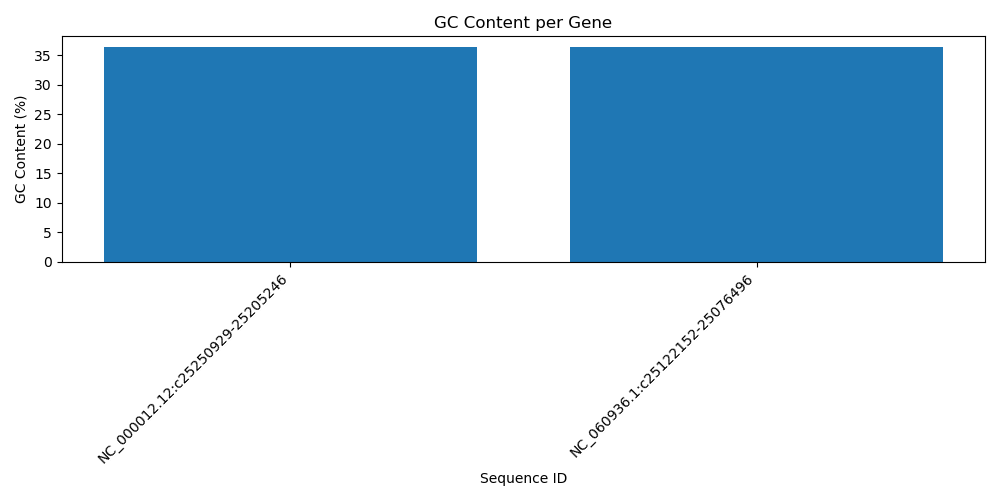 GC Content per Gene
GC Content (%)
35
30
25
20
15
10
5
0
NC_000012.12:c25250929-25205246
NC_060936.1:c25122152-25076496
Sequence ID